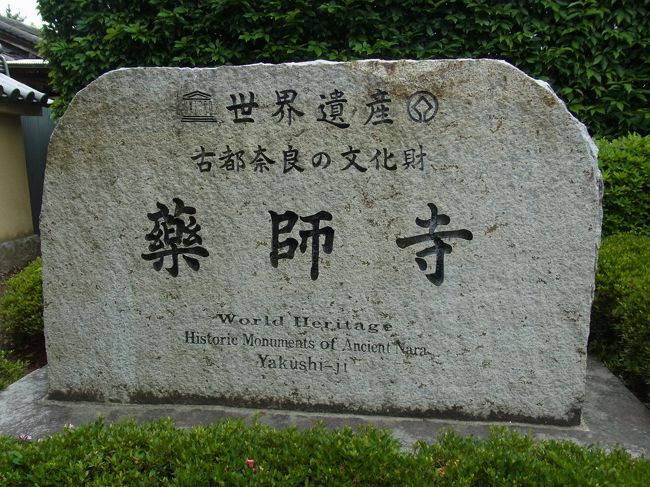 世界遺産
古都奈良の文化財
藥師寺
World Heritage
Historic Monuments of Ancient Nara
Yakushi-ji